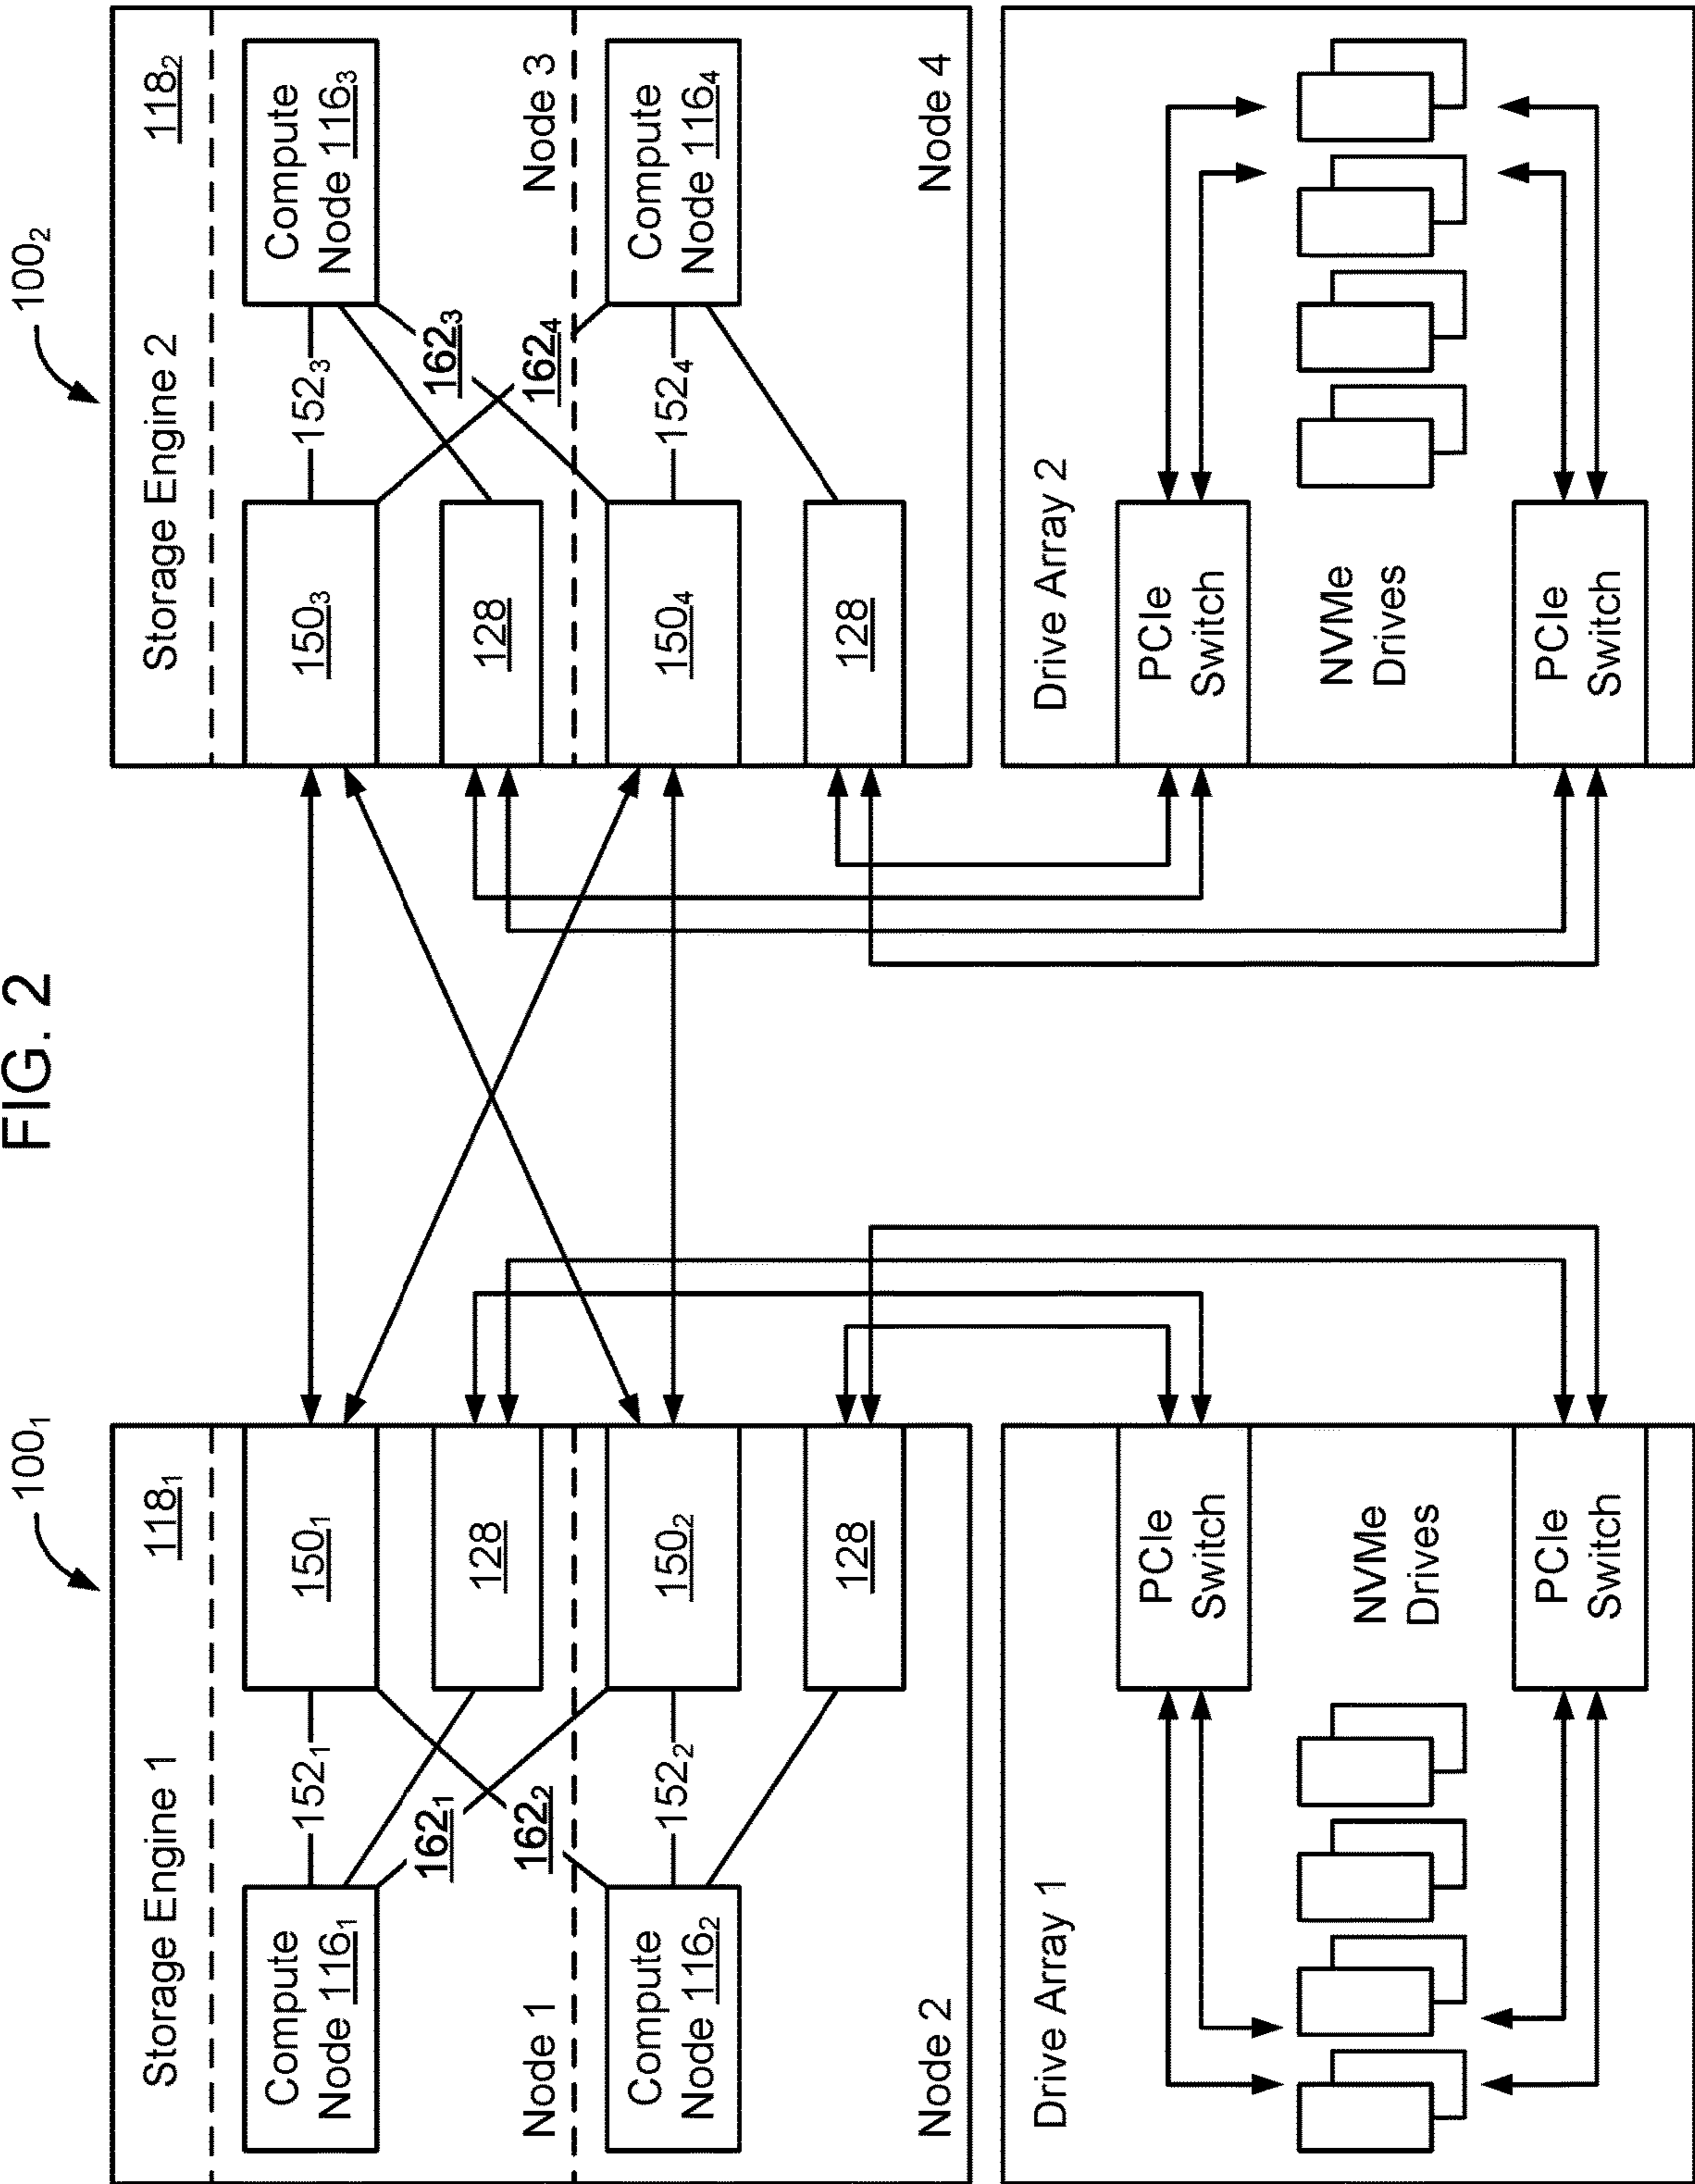 FIG. 2
100₁
100₂
Storage Engine 1
118₁
Compute
Node 116₁
152₁
150₁
162₁
128
Node 1
162₂
Compute
Node 116₂
152₂
150₂
128
Node 2
Storage Engine 2
118₂
150₃
152₃
Compute
Node 116₃
162₃
128
Node 3
162₄
150₄
152₄
Compute
Node 116₄
128
Node 4
Drive Array 1
PCIe
Switch
NVMe
Drives
PCIe
Switch
Drive Array 2
PCIe
Switch
NVMe
Drives
PCIe
Switch